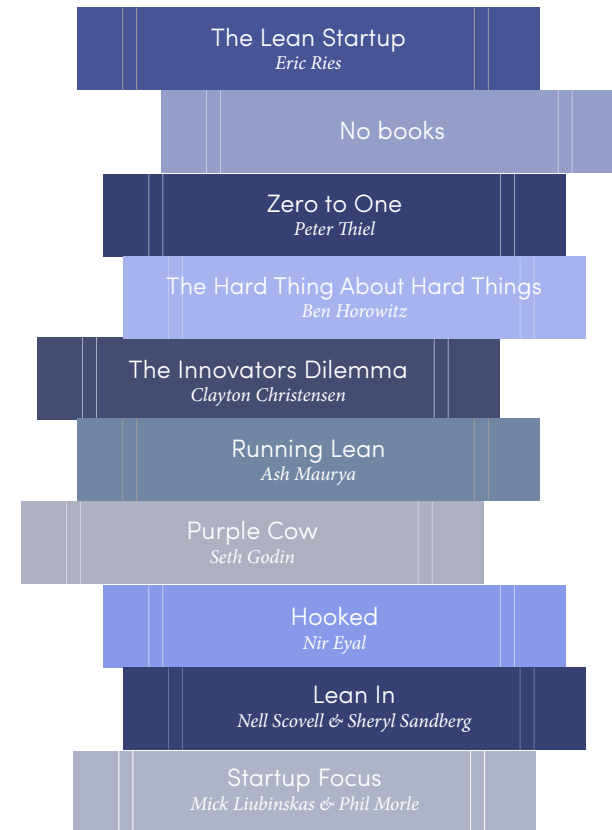 The Lean Startup
Eric Ries
No books
Zero to One
Peter Thiel
The Hard Thing About Hard Things
Ben Horowitz
The Innovators Dilemma
Clayton Christensen
Running Lean
Ash Maurya
Purple Cow
Seth Godin
Hooked
Nir Eyal
Lean In
Nell Scovell & Sheryl Sandberg
Startup Focus
Mick Liubinskas & Phil Morle